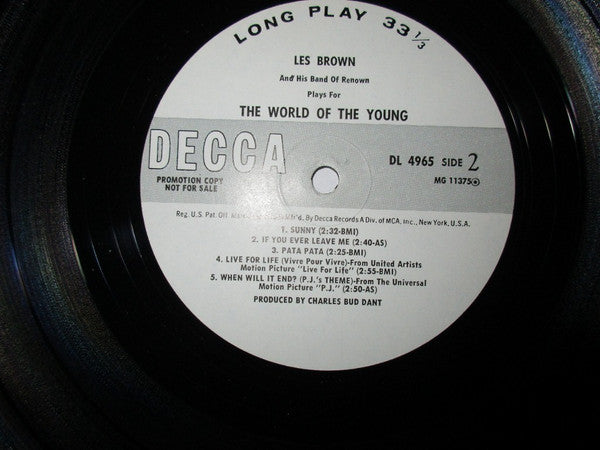 LONG PLAY 33 1/3
LES BROWN
And His Band Of Renown
Plays For
THE WORLD OF THE YOUNG
DECCA
DL 4965 SIDE 2
PROMOTION COPY
NOT FOR SALE
MG 11375
Reg. U.S. Pat. Off. By Decca Records A Div. of MCA, Inc., New York, U.S.A.
1. SUNNY (2:32-BMI)
2. IF YOU EVER LEAVE ME (2:40-AS)
3. PATA PATA (2:25-BMI)
4. LIVE FOR LIFE (Vivre Pour Vivre)-From United Artists
Motion Picture "Live For Life" (2:55-BMI)
5. WHEN WILL IT END? (P.J.'s THEME)-From The Universal
Motion Picture "P.J." (2:50-AS)
PRODUCED BY CHARLES BUD DANT